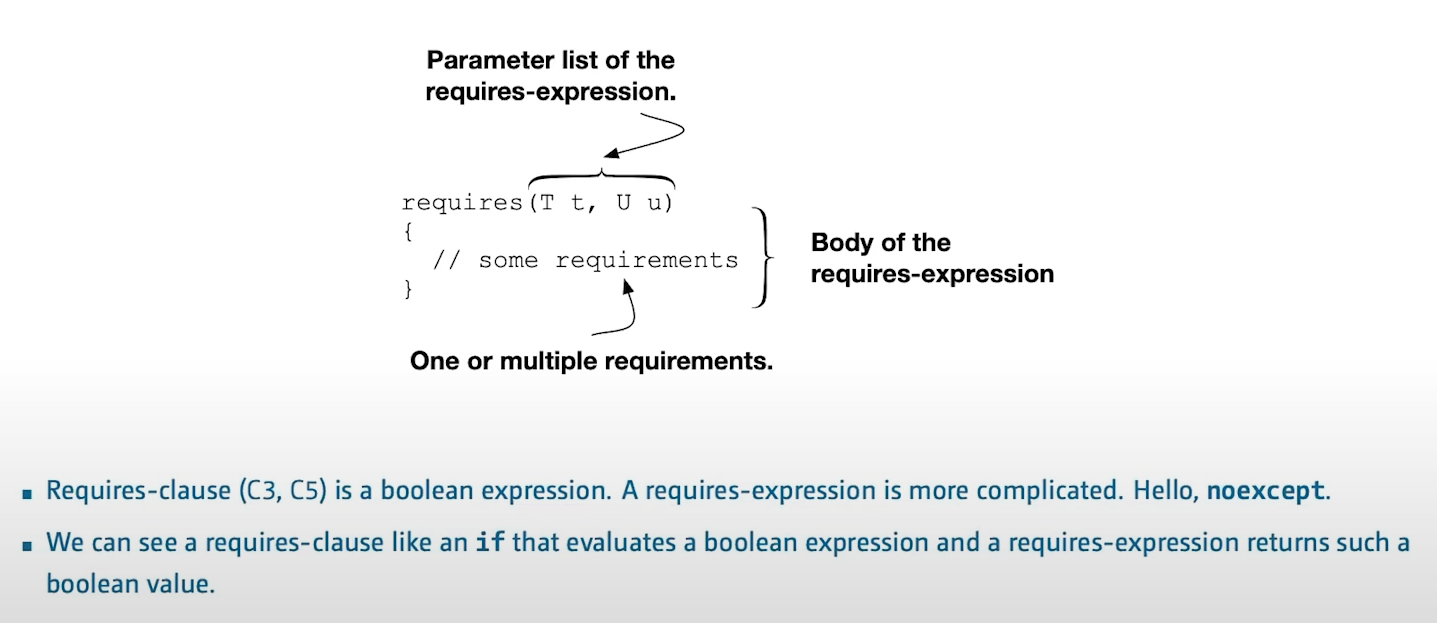 Parameter list of the
requires-expression.
requires(T t, U u)
{
// some requirements
}
Body of the
requires-expression
One or multiple requirements.
▪ Requires-clause (C3, C5) is a boolean expression. A requires-expression is more complicated. Hello, noexcept.
▪ We can see a requires-clause like an if that evaluates a boolean expression and a requires-expression returns such a
boolean value.